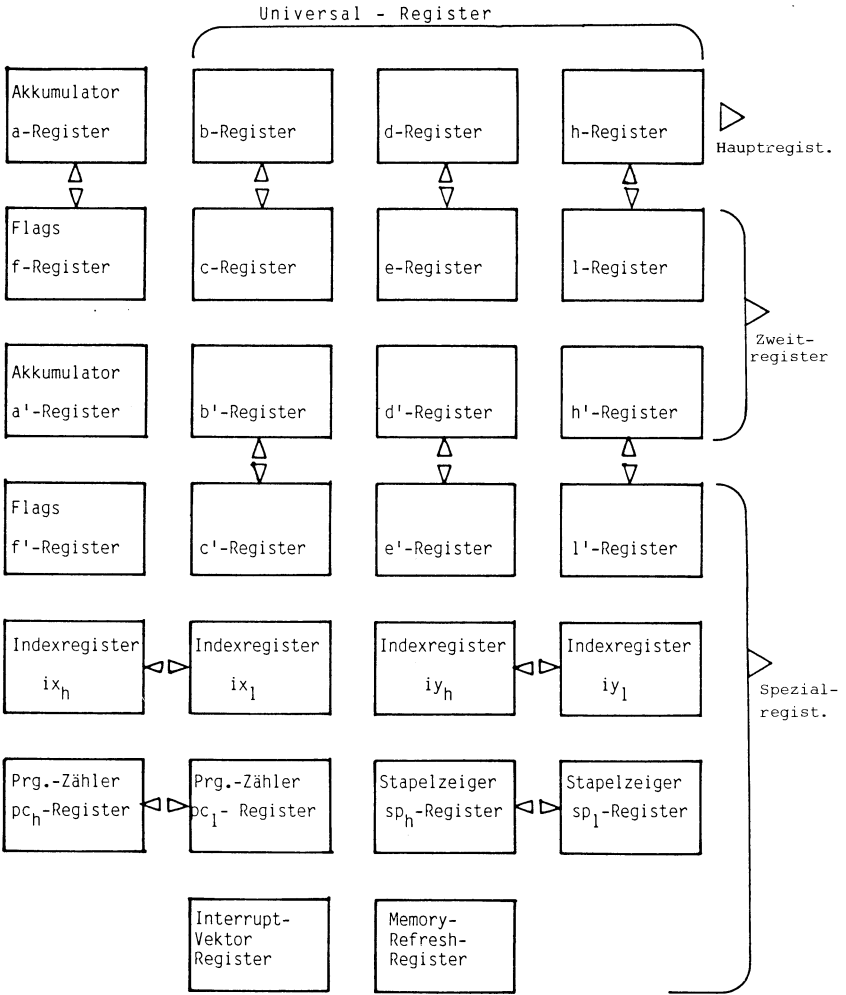 Universal - Register
Akkumulator
a-Register
b-Register
d-Register
h-Register
Hauptregist.
Flags
f-Register
c-Register
e-Register
l-Register
Zweit-
register
Akkumulator
a'-Register
b'-Register
d'-Register
h'-Register
Flags
f'-Register
c'-Register
e'-Register
l'-Register
Indexregister
ixh
Indexregister
ixl
Indexregister
iyh
Indexregister
iyl
Spezial-
regist.
Prg.-Zähler
pch-Register
Prg.-Zähler
pcl- Register
Stapelzeiger
sph-Register
Stapelzeiger
spl-Register
Interrupt-
Vektor
Register
Memory-
Refresh-
Register